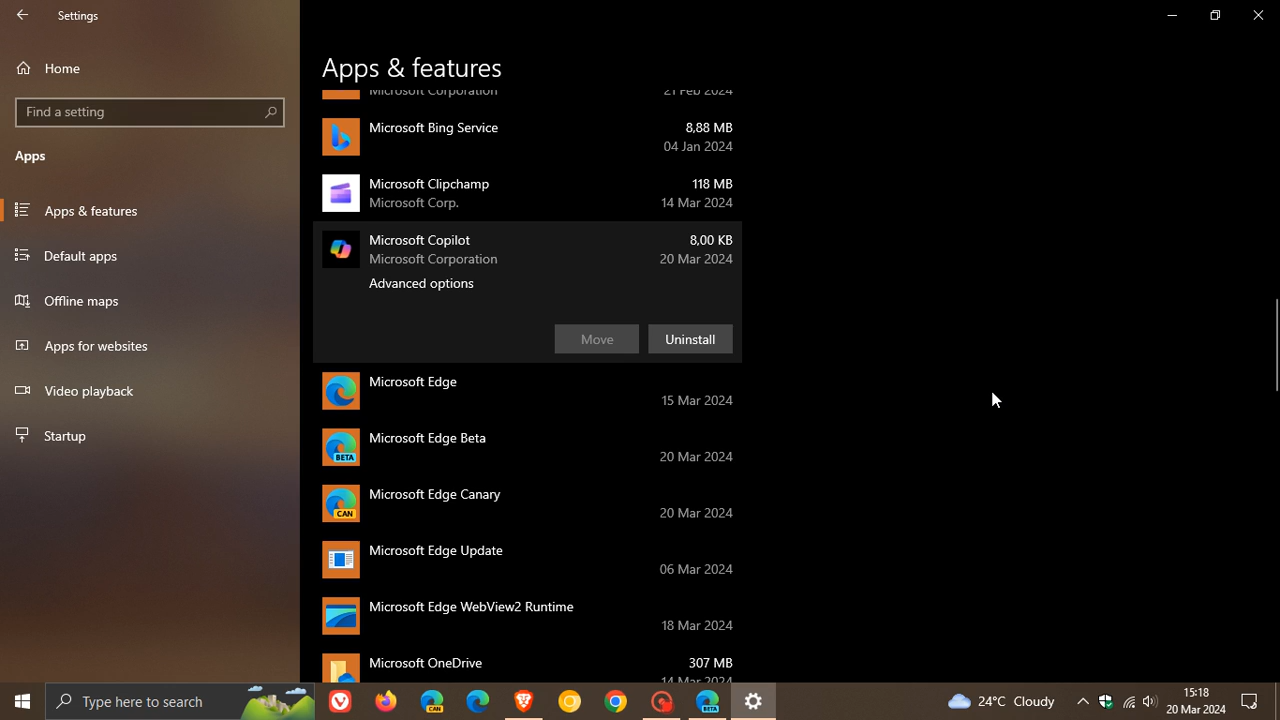 Settings
Home
Find a setting
Apps
Apps & features
Default apps
Offline maps
Apps for websites
Video playback
Startup
Apps & features
Microsoft Corporation 21 Feb 2024
Microsoft Bing Service 8,88 MB
04 Jan 2024
Microsoft Clipchamp 118 MB
Microsoft Corp. 14 Mar 2024
Microsoft Copilot 8,00 KB
Microsoft Corporation 20 Mar 2024
Advanced options
Move Uninstall
Microsoft Edge
15 Mar 2024
Microsoft Edge Beta
BETA
20 Mar 2024
Microsoft Edge Canary
CAN
20 Mar 2024
Microsoft Edge Update
06 Mar 2024
Microsoft Edge WebView2 Runtime
18 Mar 2024
Microsoft OneDrive 307 MB
14 Mar 2024
Type here to search
CAN
BETA
24°C Cloudy
15:18
20 Mar 2024